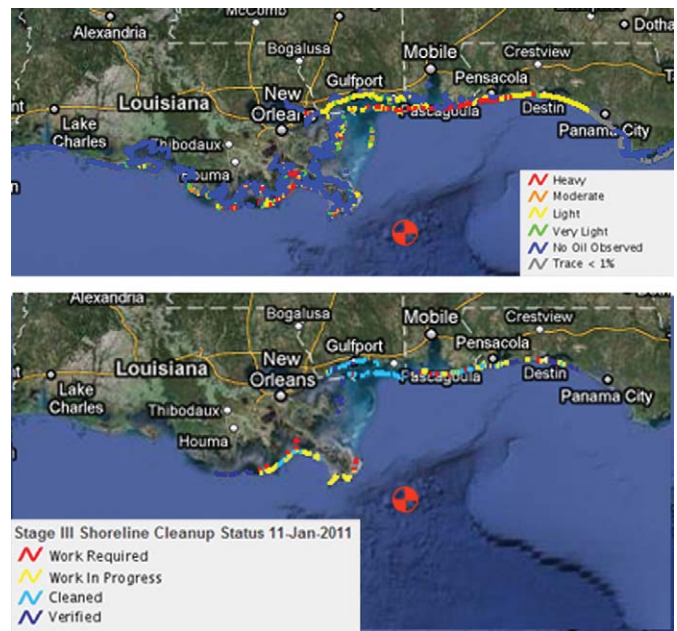 McComb
Dothan
Alexandria
Bogalusa
Mobile
Crestview
New
Orleans
Gulfport
Pensacola
Louisiana
Pascagoula
Destin
Lake
Charles
Thibodaux
Panama City
Houma
Heavy
Moderate
Light
Very Light
No Oil Observed
Trace < 1%
Alexandria
Bogalusa
Mobile
Crestview
New
Orleans
Gulfport
Pensacola
Louisiana
Pascagoula
Destin
Lake
Charles
Panama City
Thibodaux
Houma
Stage III Shoreline Cleanup Status 11-Jan-2011
Work Required
Work In Progress
Cleaned
Verified